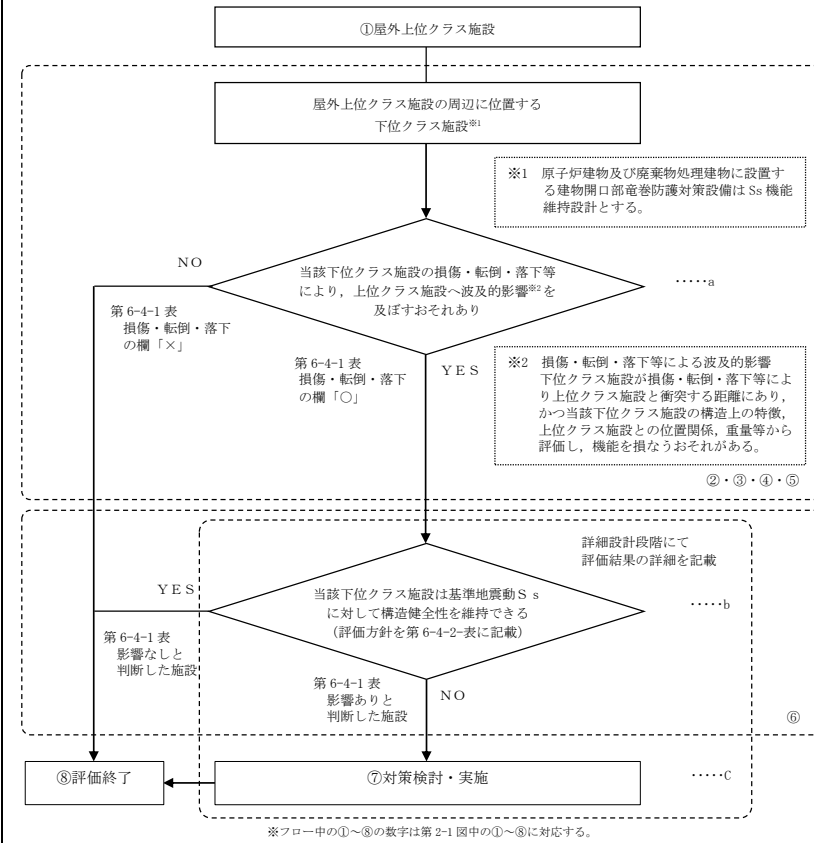 ①屋外上位クラス施設
屋外上位クラス施設の周辺に位置する
下位クラス施設※1
※1 原子炉建物及び廃棄物処理建物に設置す
る建物開口部竜巻防護対策設備は Ss 機能
維持設計とする。
NO
当該下位クラス施設の損傷・転倒・落下等
により，上位クラス施設へ波及的影響※2を
及ぼすおそれあり
‥‥‥a
第 6-4-1 表
損傷・転倒・落下
の欄「×」
第 6-4-1 表
損傷・転倒・落下
の欄「○」
YES
※2 損傷・転倒・落下等による波及的影響
下位クラス施設が損傷・転倒・落下等によ
り上位クラス施設と衝突する距離にあり，
かつ当該下位クラス施設の構造上の特徴，
上位クラス施設との位置関係，重量等から
評価し，機能を損なうおそれがある。
②・③・④・⑤
詳細設計段階にて
評価結果の詳細を記載
YES
当該下位クラス施設は基準地震動Ｓｓ
に対して構造健全性を維持できる
（評価方針を第 6-4-2-表に記載）
‥‥‥b
第 6-4-1 表
影響なしと
判断した施設
第 6-4-1 表
影響ありと
判断した施設
NO
⑥
⑧評価終了
⑦対策検討・実施
‥‥‥C
※フロー中の①～⑧の数字は第 2-1 図中の①～⑧に対応する。